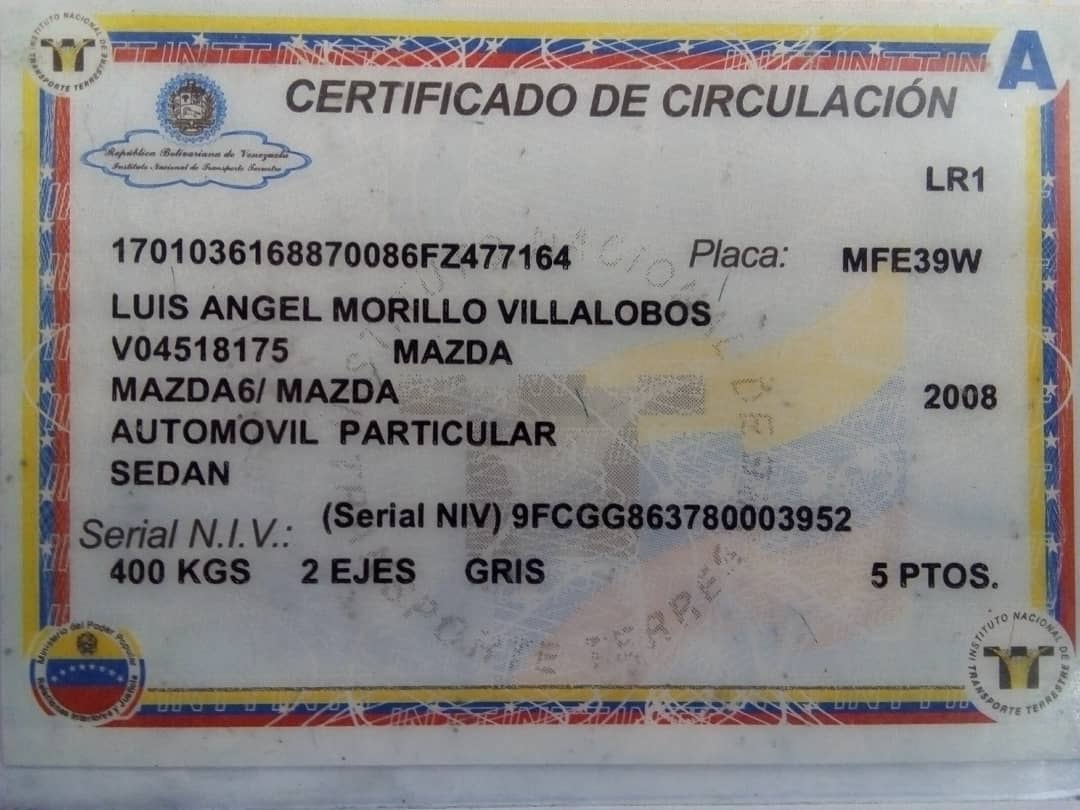 INSTITUTO NACIONAL DE TRANSPORTE TERRESTRE
A
CERTIFICADO DE CIRCULACIÓN
República Bolivariana de Venezuela
Instituto Nacional de Transporte Terrestre
LR1
1701036168870086FZ477164 Placa: MFE39W
LUIS ANGEL MORILLO VILLALOBOS
V04518175 MAZDA
MAZDA6/ MAZDA 2008
AUTOMOVIL PARTICULAR
SEDAN
Serial N.I.V.: (Serial NIV) 9FCGG863780003952
400 KGS 2 EJES GRIS 5 PTOS.
Ministerio del Poder Popular
INSTITUTO NACIONAL DE TRANSPORTE TERRESTRE